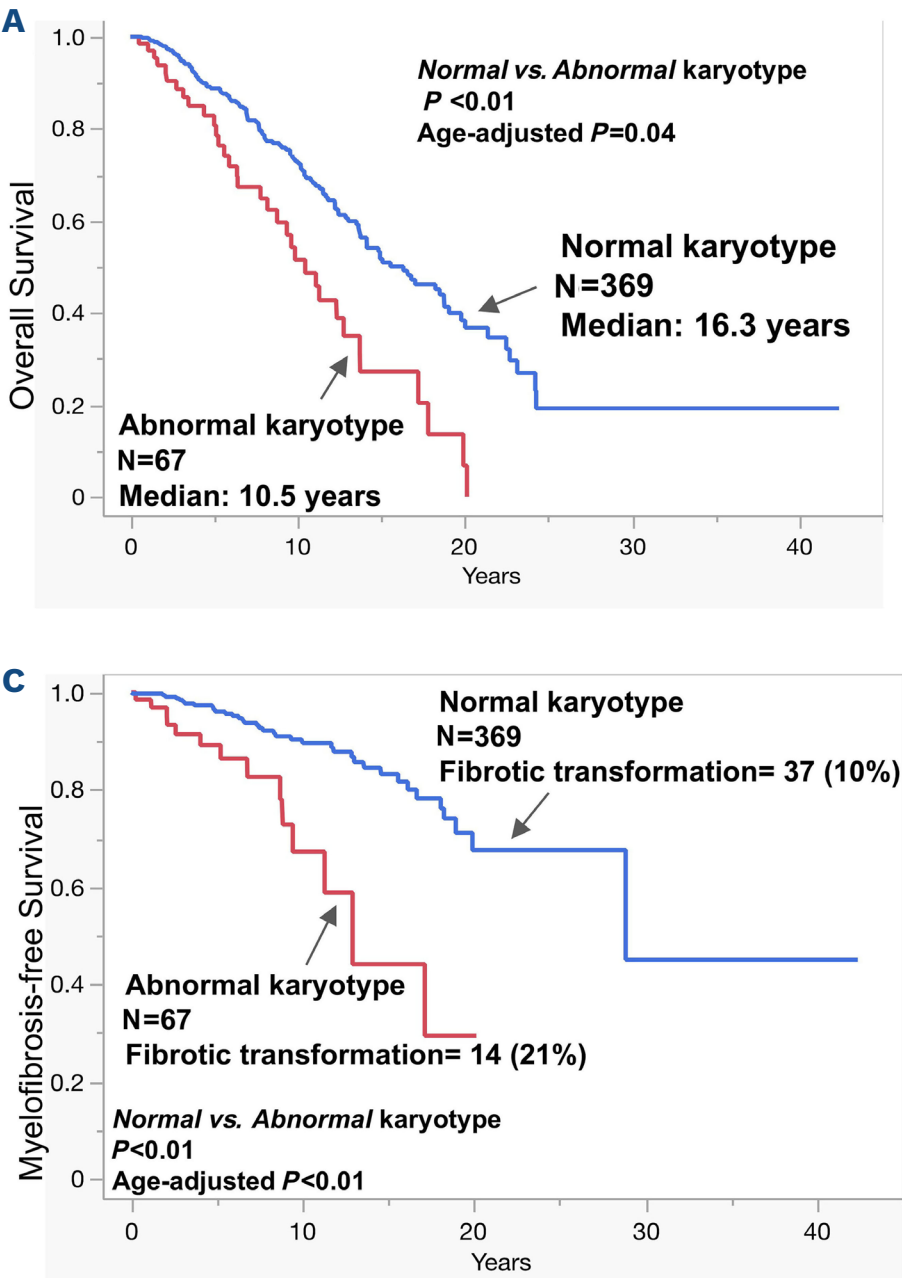 A
Normal vs. Abnormal karyotype
P <0.01
Age-adjusted P=0.04
Normal karyotype
N=369
Median: 16.3 years
Abnormal karyotype
N=67
Median: 10.5 years
Overall Survival
1.0
0.8
0.6
0.4
0.2
0
0 10 20 30 40
Years
C
Normal karyotype
N=369
Fibrotic transformation= 37 (10%)
Abnormal karyotype
N=67
Fibrotic transformation= 14 (21%)
Normal vs. Abnormal karyotype
P<0.01
Age-adjusted P<0.01
Myelofibrosis-free Survival
1.0
0.8
0.6
0.4
0.2
0
0 10 20 30 40
Years